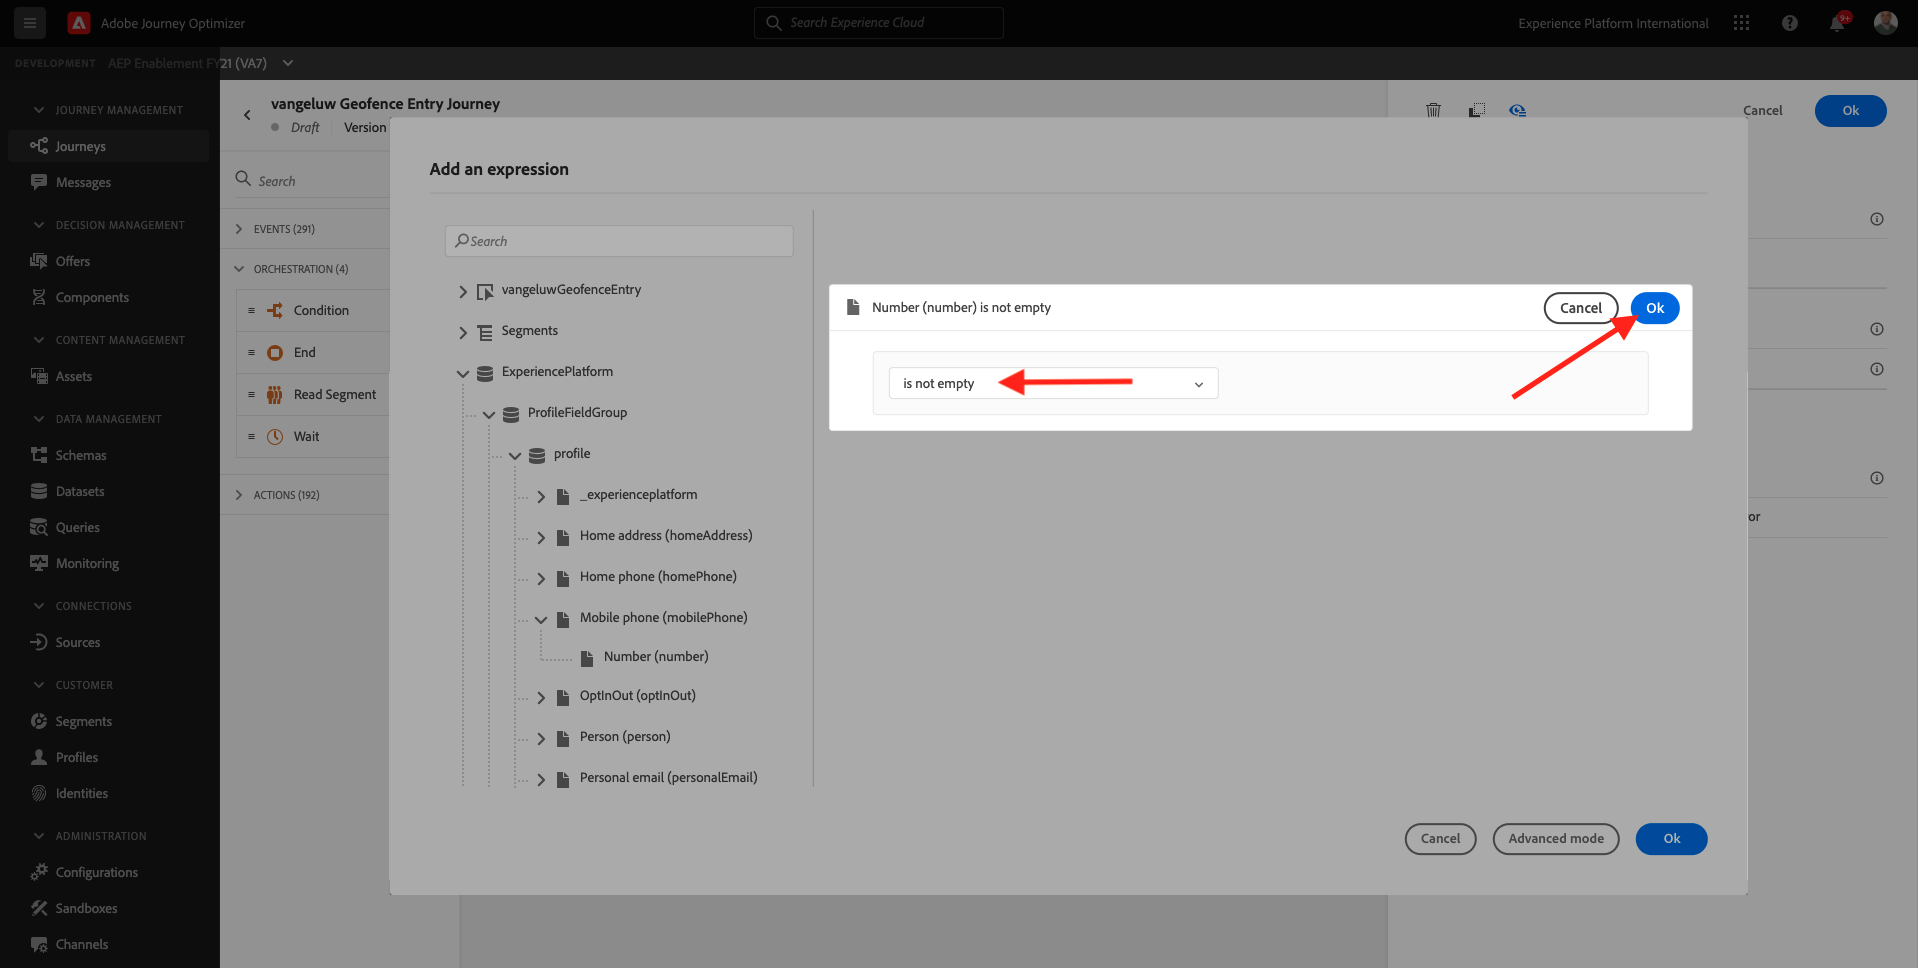 Adobe Journey Optimizer
Search Experience Cloud
Experience Platform International
9+
DEVELOPMENT
AEP Enablement FY21 (VA7)
JOURNEY MANAGEMENT
Journeys
Messages
DECISION MANAGEMENT
Offers
Components
CONTENT MANAGEMENT
Assets
DATA MANAGEMENT
Schemas
Datasets
Queries
Monitoring
CONNECTIONS
Sources
CUSTOMER
Segments
Profiles
Identities
ADMINISTRATION
Configurations
Sandboxes
Channels
vangeluw Geofence Entry Journey
Draft
Version
Search
EVENTS (291)
ORCHESTRATION (4)
Condition
End
Read Segment
Wait
ACTIONS (192)
Cancel
Ok
or
Add an expression
Search
vangeluwGeofenceEntry
Segments
ExperiencePlatform
ProfileFieldGroup
profile
_experienceplatform
Home address (homeAddress)
Home phone (homePhone)
Mobile phone (mobilePhone)
Number (number)
OptInOut (optInOut)
Person (person)
Personal email (personalEmail)
Number (number) is not empty
Cancel
Ok
is not empty
Cancel
Advanced mode
Ok